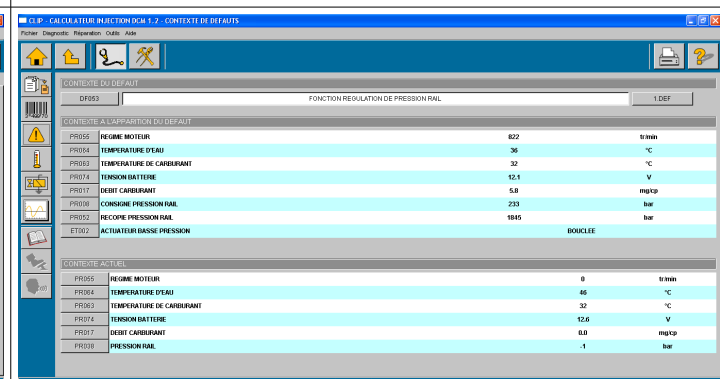 CLIP - CALCULATEUR INJECTION DCM 1.2 - CONTEXTE DE DEFAUTS
Fichier Diagnostic Réparation Outils Aide
CONTEXTE DU DEFAUT
DF053 FONCTION REGULATION DE PRESSION RAIL 1.DEF
CONTEXTE A L'APPARITION DU DEFAUT
PR055 REGIME MOTEUR 822 tr/min
PR064 TEMPERATURE D'EAU 36 °C
PR063 TEMPERATURE DE CARBURANT 32 °C
PR074 TENSION BATTERIE 12.1 V
PR017 DEBIT CARBURANT 5.8 mg/cp
PR008 CONSIGNE PRESSION RAIL 233 bar
PR052 RECOPIE PRESSION RAIL 1845 bar
ET002 ACTUATEUR BASSE PRESSION BOUCLEE
CONTEXTE ACTUEL
PR055 REGIME MOTEUR 0 tr/min
PR064 TEMPERATURE D'EAU 46 °C
PR063 TEMPERATURE DE CARBURANT 32 °C
PR074 TENSION BATTERIE 12.6 V
PR017 DEBIT CARBURANT 0.0 mg/cp
PR038 PRESSION RAIL -1 bar